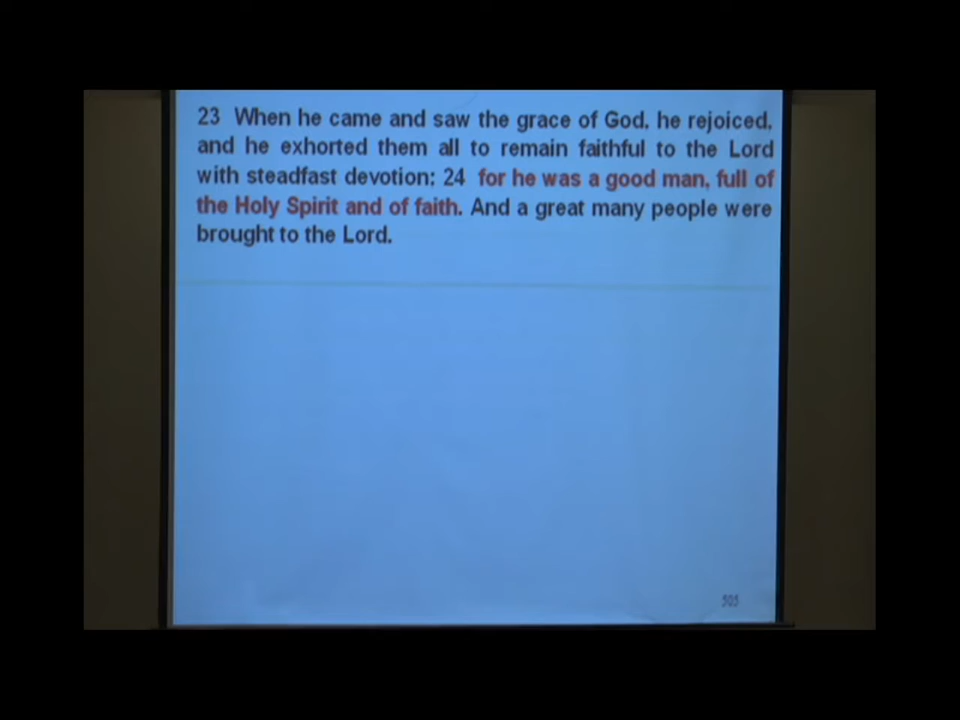 23 When he came and saw the grace of God, he rejoiced,
and he exhorted them all to remain faithful to the Lord
with steadfast devotion; 24 for he was a good man, full of
the Holy Spirit and of faith. And a great many people were
brought to the Lord.
505